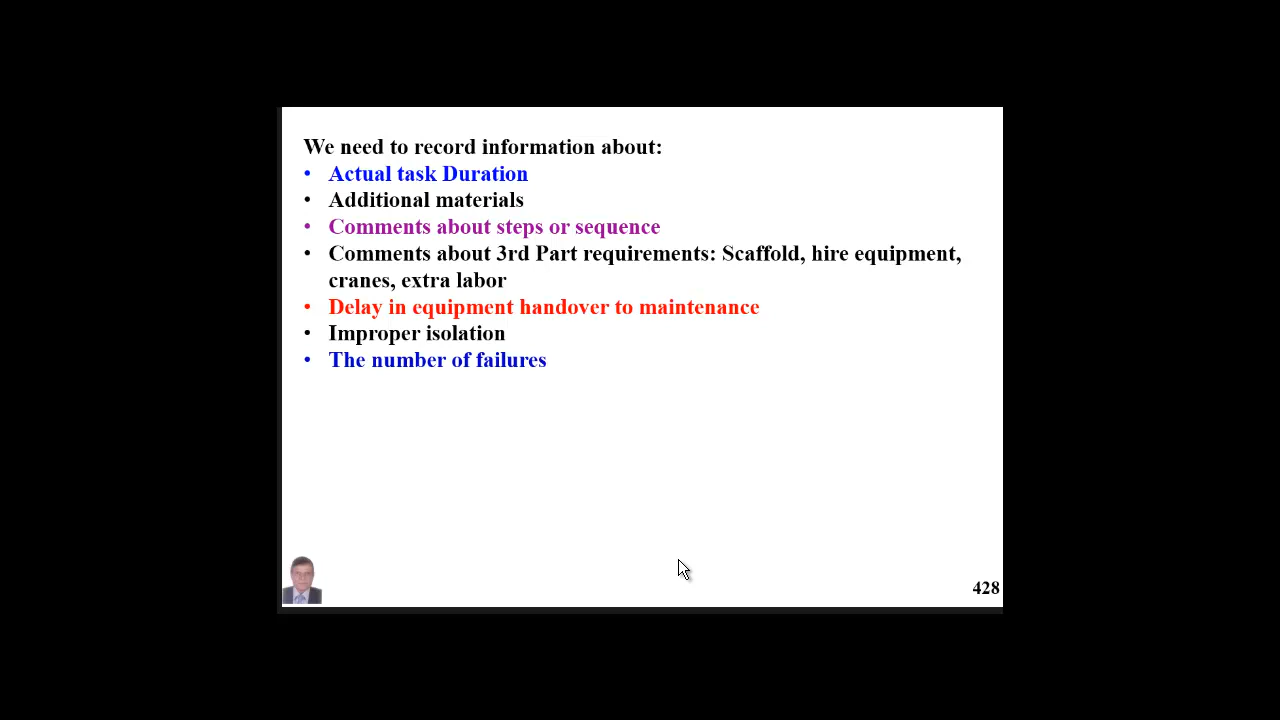 We need to record information about:
• Actual task Duration
• Additional materials
• Comments about steps or sequence
• Comments about 3rd Part requirements: Scaffold, hire equipment,
cranes, extra labor
• Delay in equipment handover to maintenance
• Improper isolation
• The number of failures
428